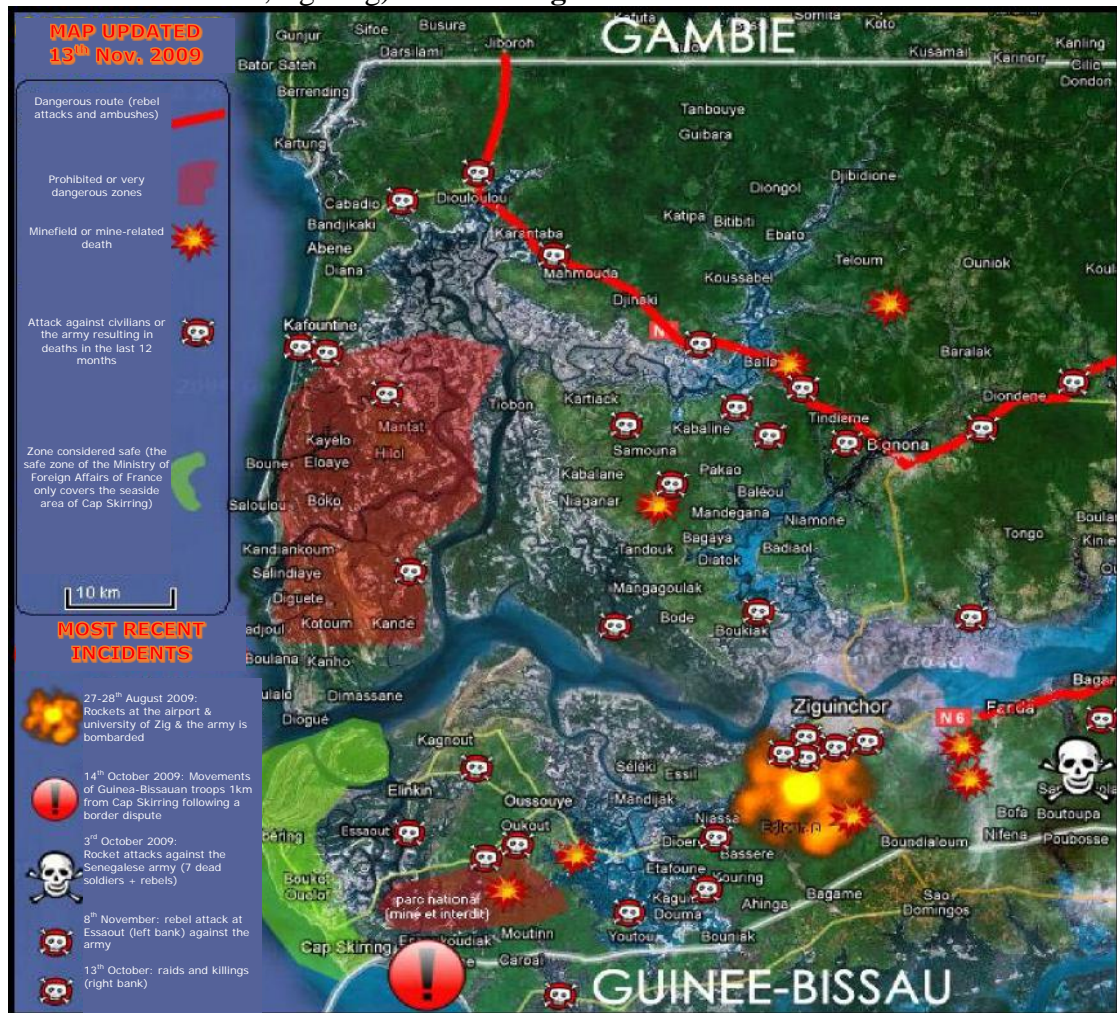 MAP UPDATED
13th Nov. 2009
Dangerous route (rebel
attacks and ambushes)
Prohibited or very
dangerous zones
Minefield or mine-related
death
Attack against civilians or
the army resulting in
deaths in the last 12
months
Zone considered safe (the
safe zone of the Ministry of
Foreign Affairs of France
only covers the seaside
area of Cap Skirring)
10 km
MOST RECENT
INCIDENTS
27-28th August 2009:
Rockets at the airport &
university of Zig & the army is
bombarded
14th October 2009: Movements
of Guinea-Bissauan troops 1km
from Cap Skirring following a
border dispute
3rd October 2009:
Rocket attacks against the
Senegalese army (7 dead
soldiers + rebels)
8th November: rebel attack at
Essaout (left bank) against the
army
13th October: raids and killings
(right bank)
GAMBIE
Gunjur
Sifoe
Busura
Jiboroh
Darsilami
Somita
Koto
Kusamai
Kaninorr
Kanling
Dondon
Bator Sateh
Berrending
Kartung
Tanbouye
Guibara
Cabadio
Diouloulou
Diongol
Djibidione
Bandjikaki
Karantaba
Katipa
Bitibiti
Ebato
Abene
Diana
Mahmouda
Koussabel
Teloum
Ouniok
Djinaki
Kafountine
Baralak
Tiobon
Kartiack
Diondene
Tindieme
Mantat
Kayélo
Hilol
Kabaline
Bignona
Samouna
Boune
Eloaye
Kabalane
Pakao
Saloulou
Boko
Niaganar
Baléou
Mandegana
Niamone
Kandiankoum
Tandouk
Bagaya
Badiaol
Tongo
Diatok
Salindiaye
Mangagoulak
Diguete
Kotoum
Kande
Bode
Boukiak
Boulana
Kanho
Dimassane
Diogué
Ziguinchor
N 6
Fanda
Kagnout
Séléki
Essil
Elinkin
Oussouye
Mandijak
Niassa
Bofa
Boutoupa
Essaout
Oukout
Nifena
Poubosse
Bassere
Boundialoum
Etafoune
Souring
parc national
(miné et interdit)
Douma
Ahinga
Bagame
Sao
Domingos
Cap Skirring
Moutinn
Youtou
Bouniak
GUINEE-BISSAU